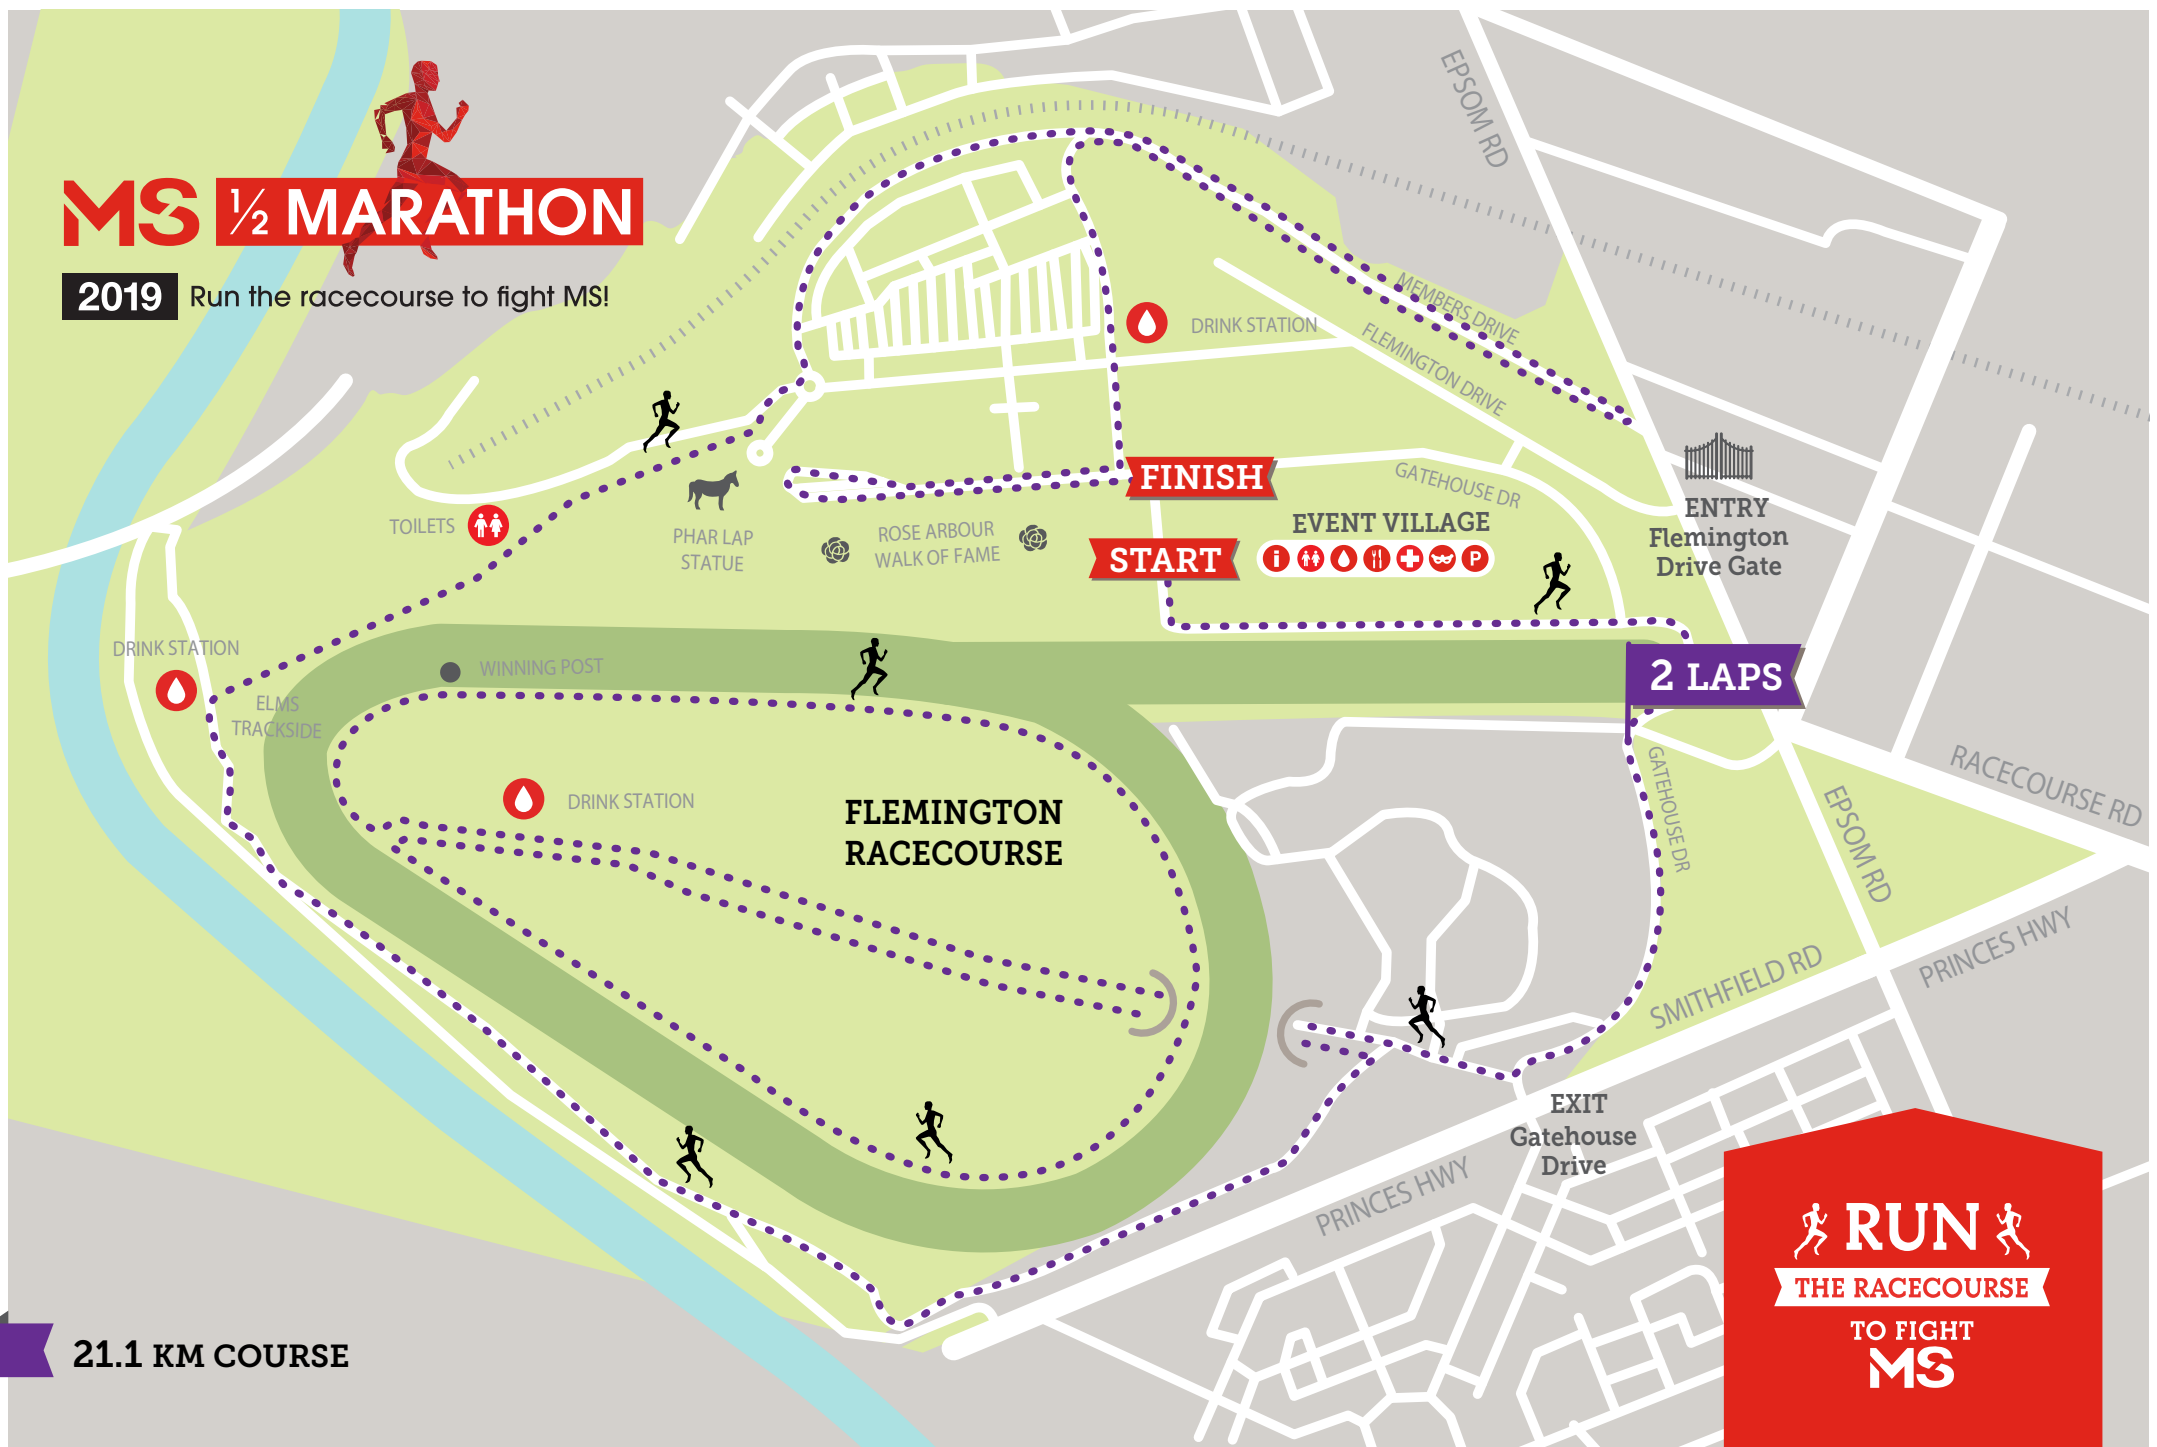 MS ½ MARATHON
2019 Run the racecourse to fight MS!
EPSOM RD
MEMBERS DRIVE
DRINK STATION
FLEMINGTON DRIVE
FINISH
GATEHOUSE DR
ENTRY
Flemington
Drive Gate
EVENT VILLAGE
START
i
P
TOILETS
PHAR LAP
STATUE
ROSE ARBOUR
WALK OF FAME
DRINK STATION
WINNING POST
2 LAPS
ELMS
TRACKSIDE
GATEHOUSE DR
RACECOURSE RD
EPSOM RD
DRINK STATION
FLEMINGTON
RACECOURSE
SMITHFIELD RD
PRINCES HWY
EXIT
Gatehouse
Drive
PRINCES HWY
RUN
THE RACECOURSE
TO FIGHT
MS
21.1 KM COURSE